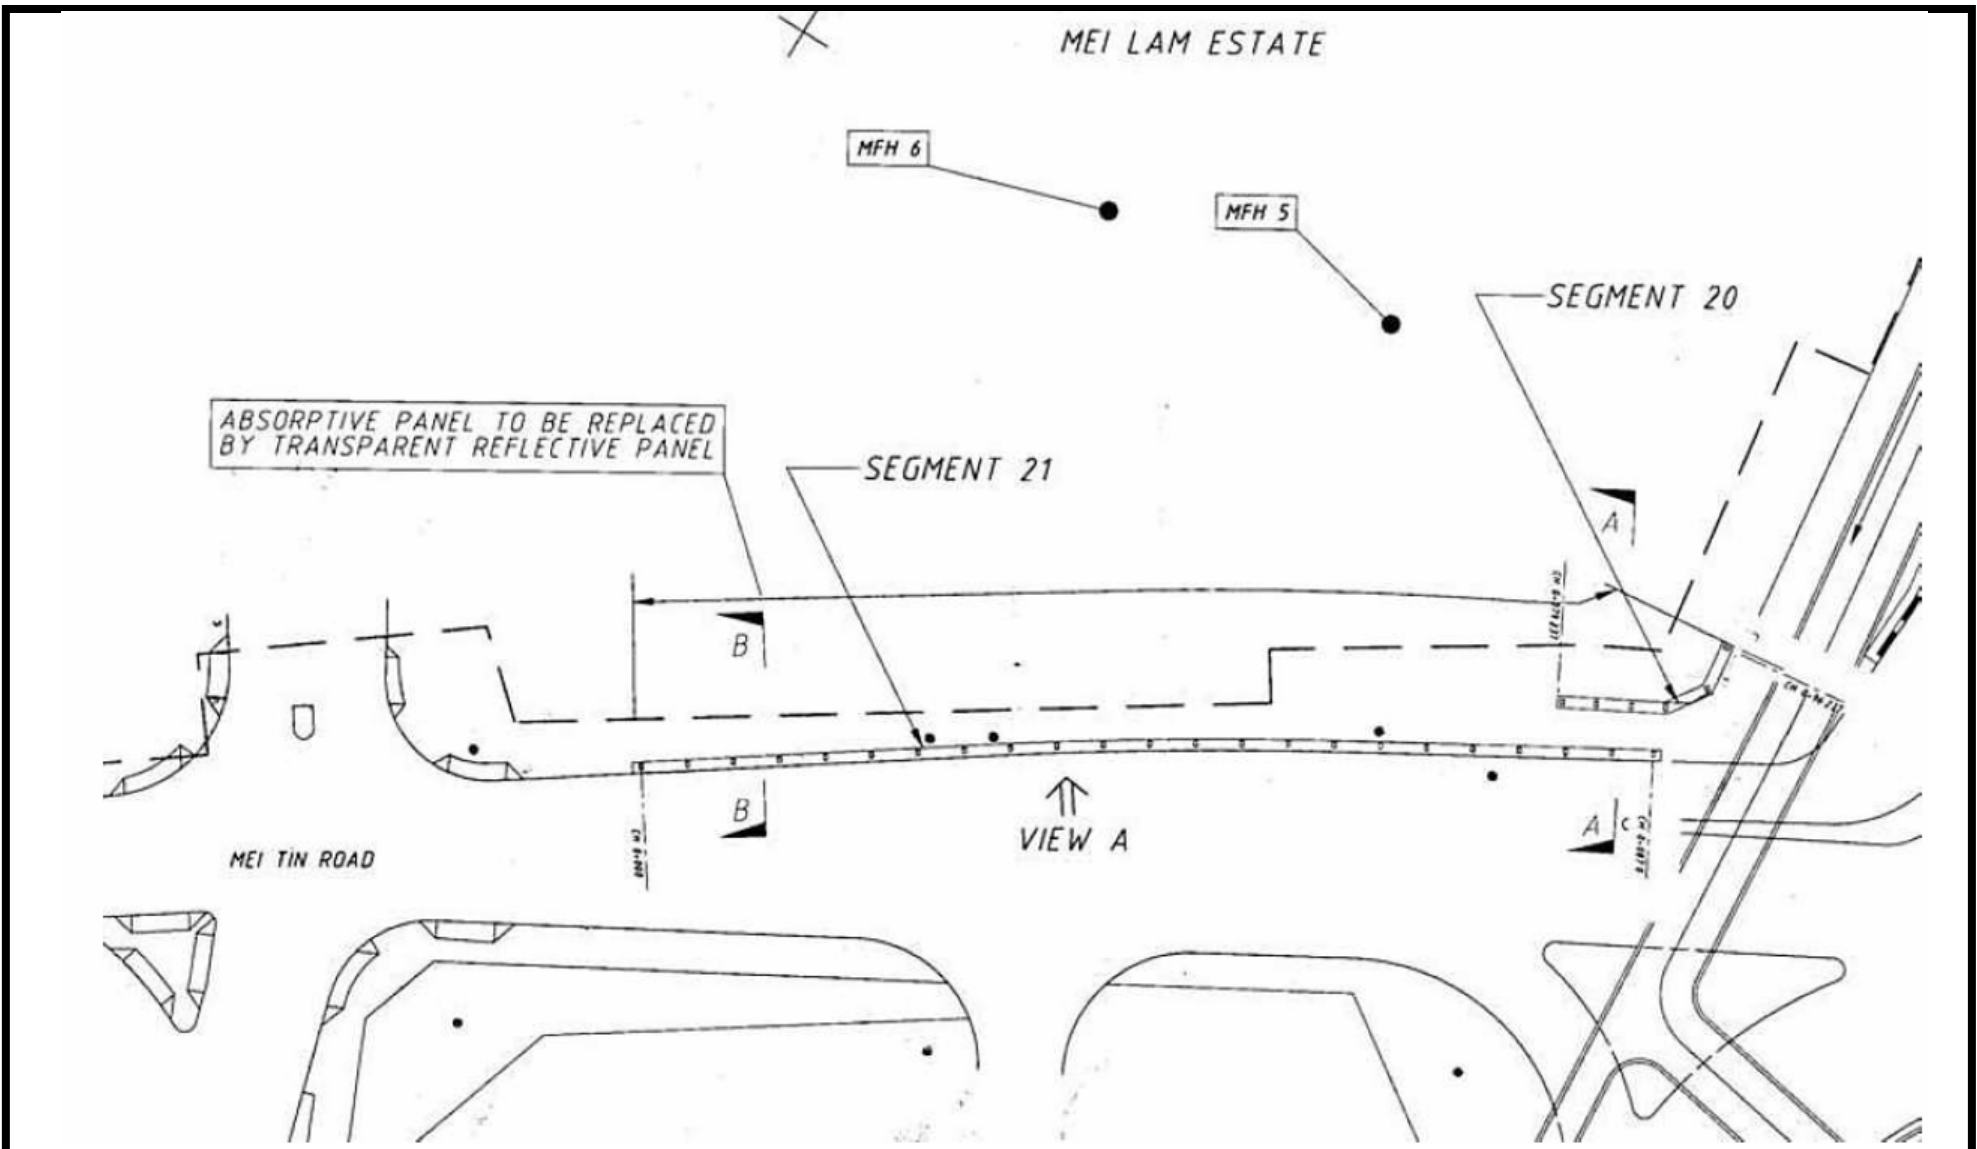 MEI LAM ESTATE
MFH 6
MFH 5
SEGMENT 20
ABSORPTIVE PANEL TO BE REPLACED
BY TRANSPARENT REFLECTIVE PANEL
SEGMENT 21
A
B
B
VIEW A
A
C
MEI TIN ROAD